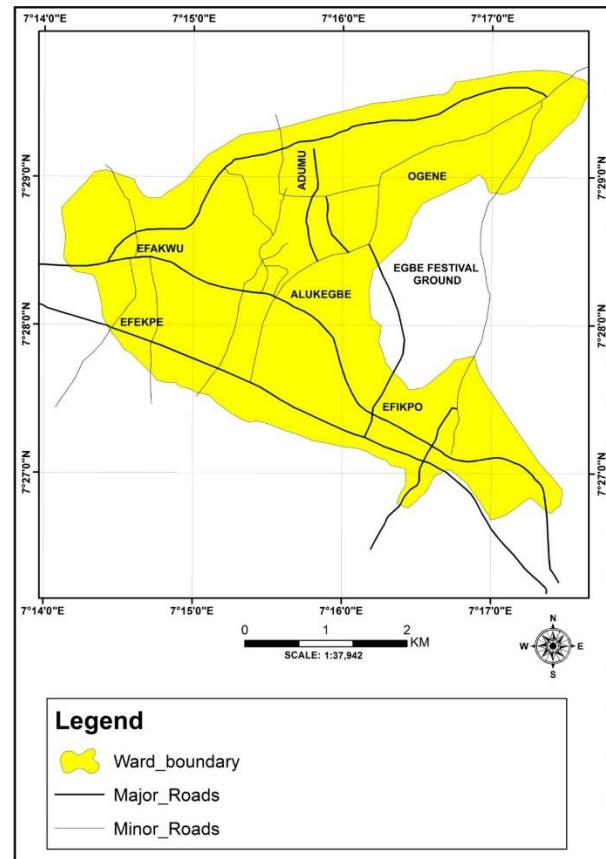 7°14'0"E
7°15'0"E
7°16'0"E
7°17'0"E
7°29'0"N
7°29'0"N
ADUMU
OGENE
EFAKWU
EGBE FESTIVAL
GROUND
ALUKEGBE
7°28'0"N
EFEKPE
7°28'0"N
EFIKPO
7°27'0"N
7°27'0"N
7°14'0"E
7°15'0"E
7°16'0"E
7°17'0"E
0 1 2
KM
SCALE: 1:37,942
N
W E
S
Legend
Ward_boundary
Major_Roads
Minor_Roads